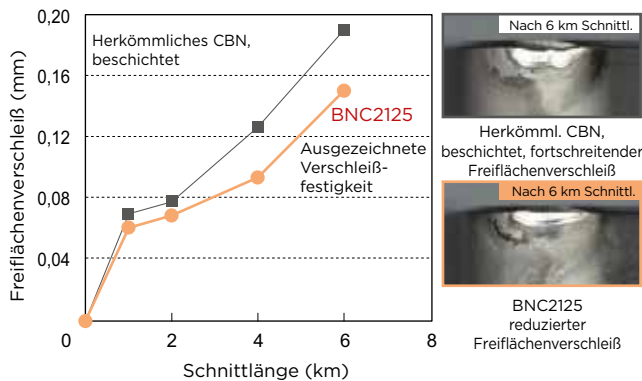 0,20
0,16
0,12
0,08
0,04
0
2
4
6
8
Freiflächenverschleiß (mm)
Schnittlänge (km)
Herkömmliches CBN,
beschichtet
BNC2125
Ausgezeichnete
Verschleiß-
festigkeit
Nach 6 km Schnittl.
Herkömml. CBN,
beschichtet, fortschreitender
Freiflächenverschleiß
Nach 6 km Schnittl.
BNC2125
reduzierter
Freiflächenverschleiß